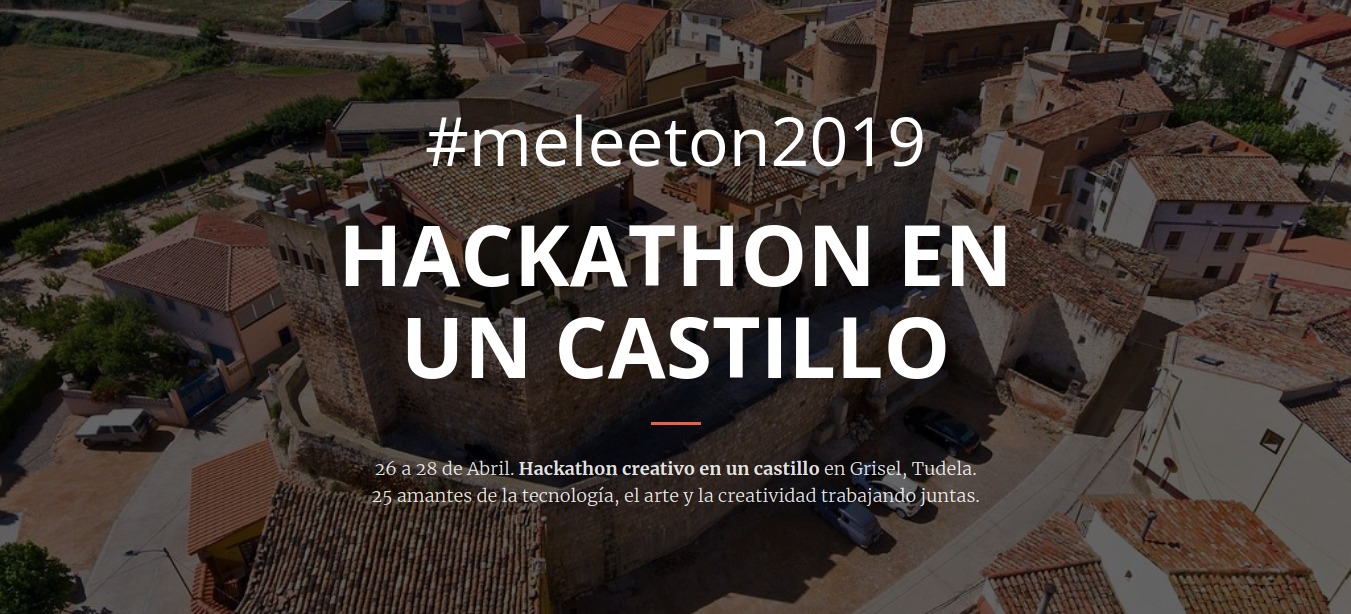 #meleeton2019
HACKATHON EN
UN CASTILLO
26 a 28 de Abril. Hackathon creativo en un castillo en Grisel, Tudela.
25 amantes de la tecnología, el arte y la creatividad trabajando juntas.